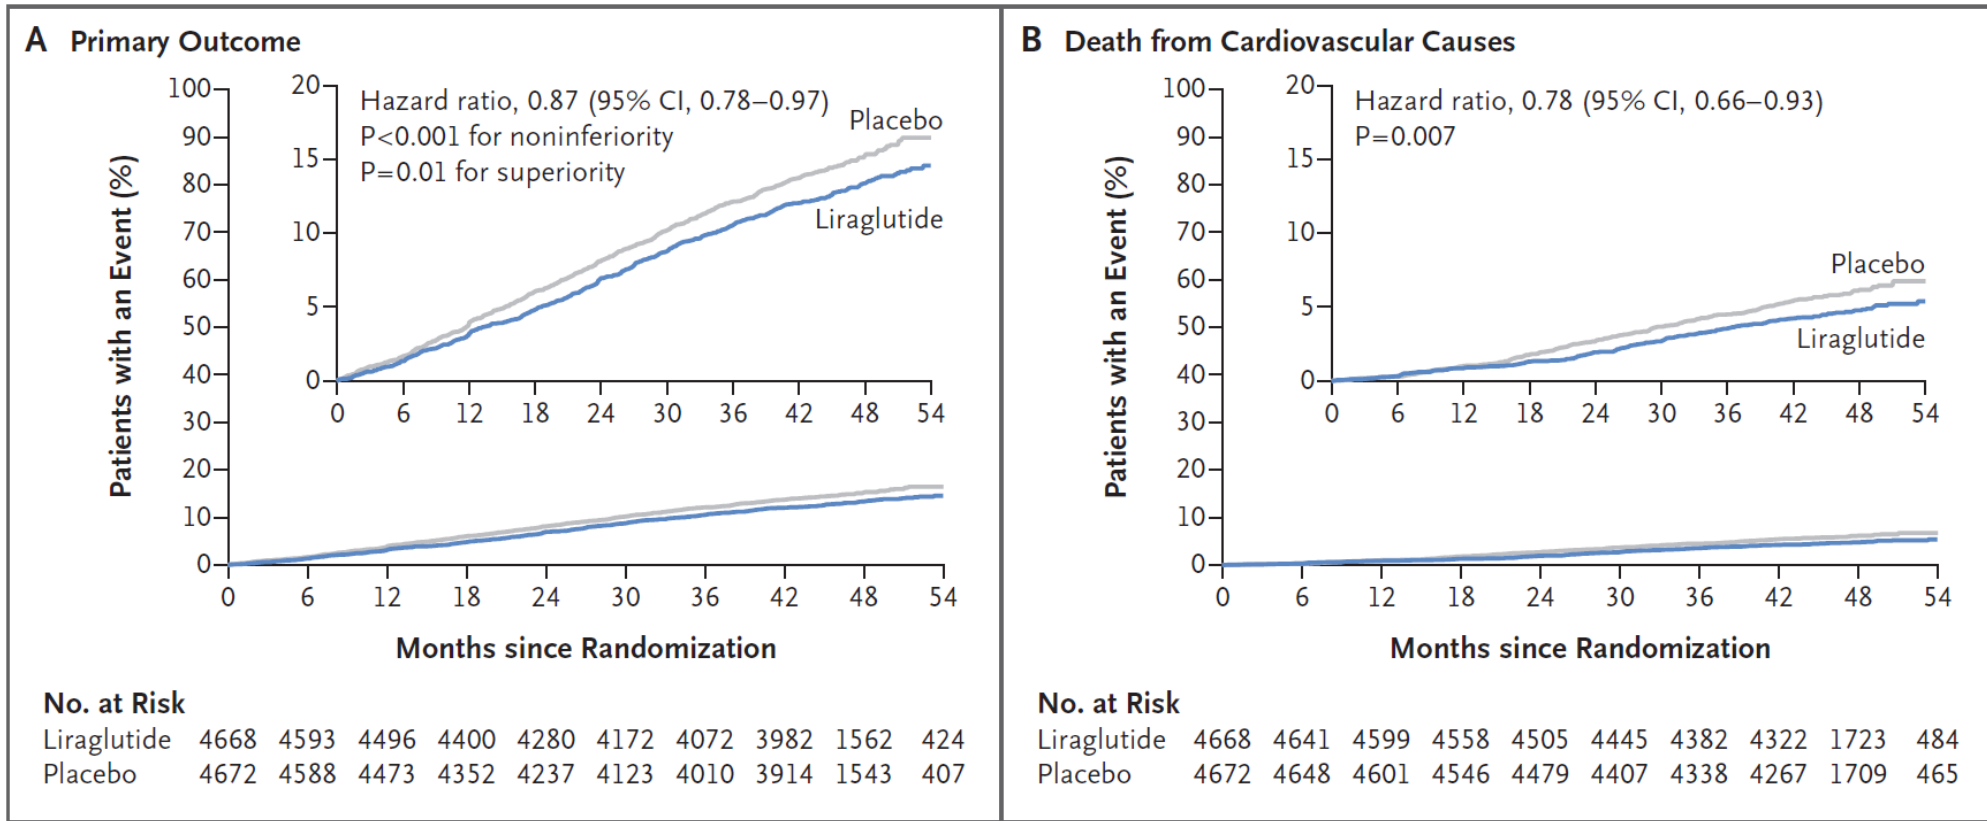 A Primary Outcome
Patients with an Event (%)
100
90
80
70
60
50
40
30
20
10
0
20
15
10
5
0
Hazard ratio, 0.87 (95% CI, 0.78–0.97)
P<0.001 for noninferiority
P=0.01 for superiority
Placebo
Liraglutide
0 6 12 18 24 30 36 42 48 54
0 6 12 18 24 30 36 42 48 54
Months since Randomization
No. at Risk
Liraglutide 4668 4593 4496 4400 4280 4172 4072 3982 1562 424
Placebo 4672 4588 4473 4352 4237 4123 4010 3914 1543 407
B Death from Cardiovascular Causes
Patients with an Event (%)
100
90
80
70
60
50
40
30
20
10
0
20
15
10
5
0
Hazard ratio, 0.78 (95% CI, 0.66–0.93)
P=0.007
Placebo
Liraglutide
0 6 12 18 24 30 36 42 48 54
0 6 12 18 24 30 36 42 48 54
Months since Randomization
No. at Risk
Liraglutide 4668 4641 4599 4558 4505 4445 4382 4322 1723 484
Placebo 4672 4648 4601 4546 4479 4407 4338 4267 1709 465